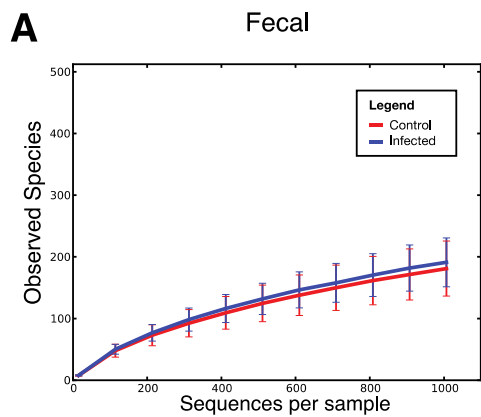 A
Fecal
Observed Species
500
400
300
200
100
0
Legend
Control
Infected
0 200 400 600 800 1000
Sequences per sample